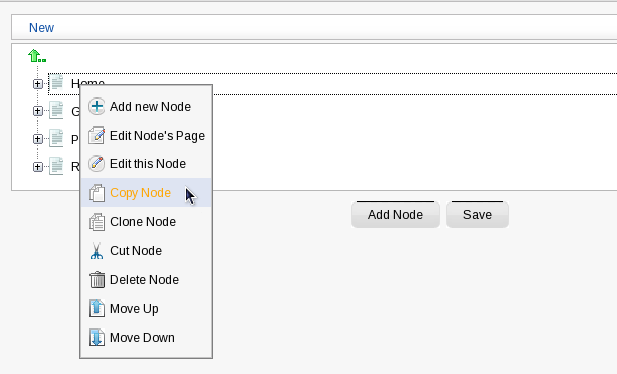 New
Home
G
P
R
Add new Node
Edit Node's Page
Edit this Node
Copy Node
Clone Node
Cut Node
Delete Node
Move Up
Move Down
Add Node
Save